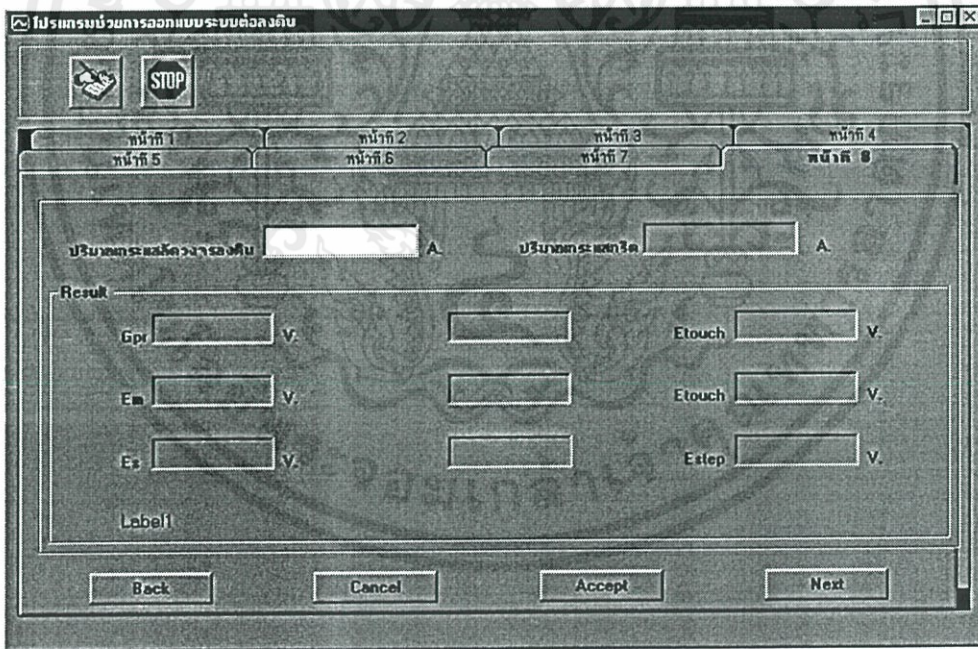 โปรแกรมช่วยการออกแบบระบบต่อลงดิน
STOP
หน้าที่ 1 หน้าที่ 2 หน้าที่ 3 หน้าที่ 4
หน้าที่ 5 หน้าที่ 6 หน้าที่ 7 หน้าที่ 8
ปริมาณกระแสลัดวงจรลงดิน A. ปริมาณกระแสกริด A.
Result
Gpr V. Etouch V.
Em V. Etouch V.
Es V. Estep V.
Label1
Back Cancel Accept Next